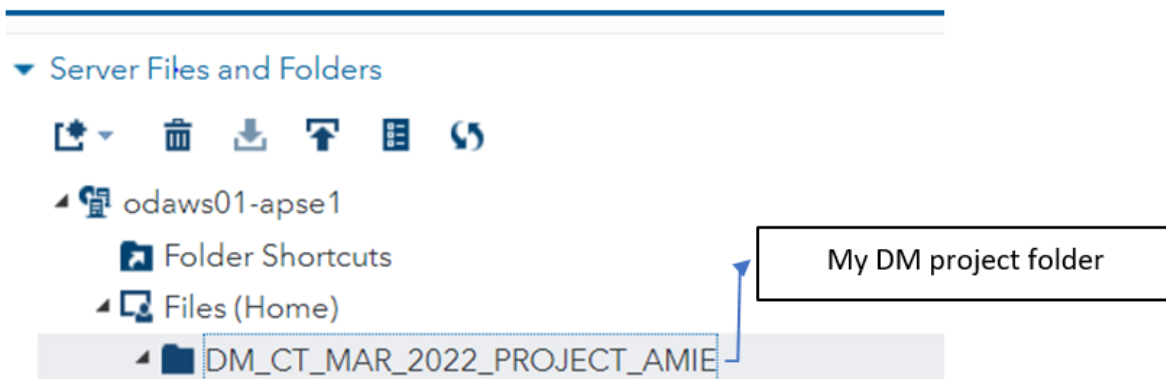 Server Files and Folders
odaws01-apse1
Folder Shortcuts
My DM project folder
Files (Home)
DM_CT_MAR_2022_PROJECT_AMIE